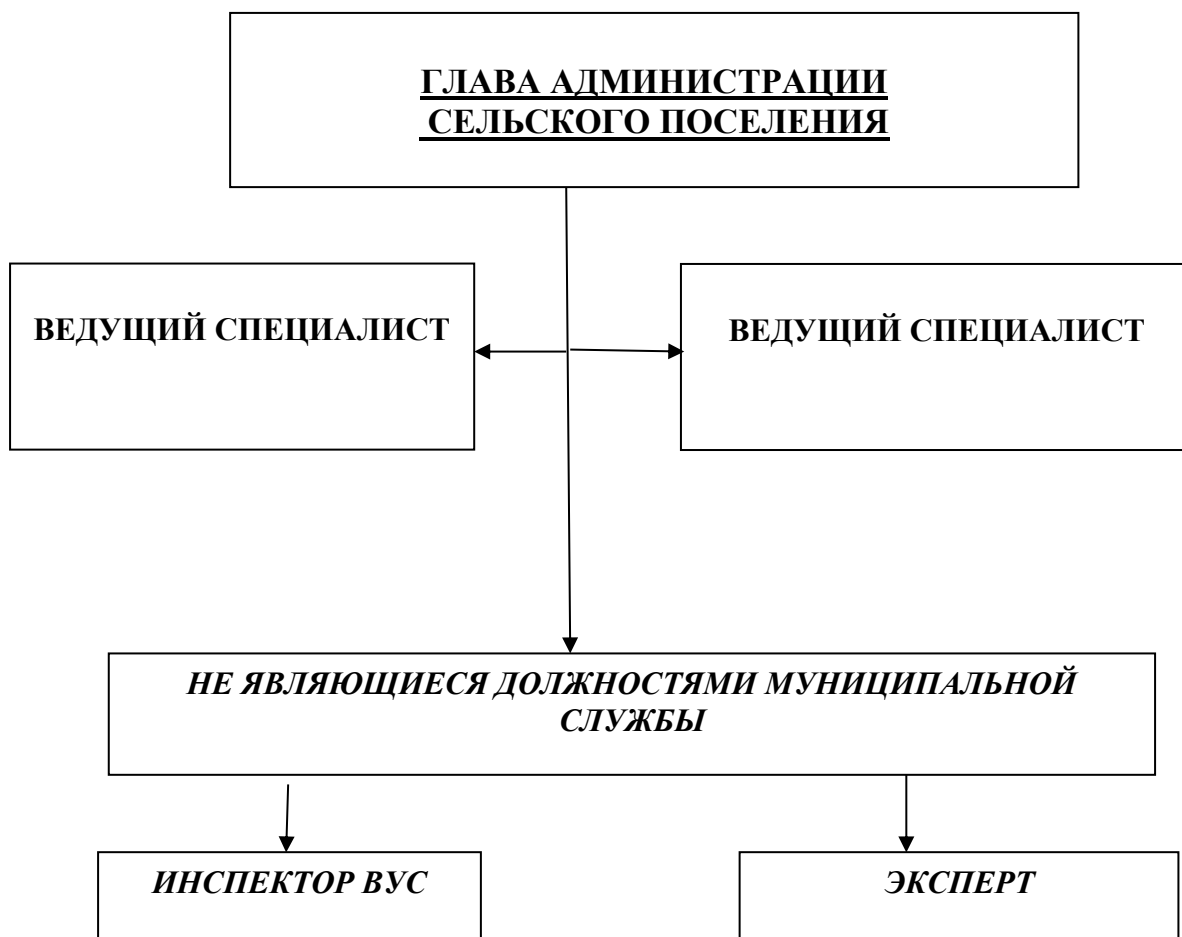 ГЛАВА АДМИНИСТРАЦИИ
СЕЛЬСКОГО ПОСЕЛЕНИЯ
ВЕДУЩИЙ СПЕЦИАЛИСТ
ВЕДУЩИЙ СПЕЦИАЛИСТ
НЕ ЯВЛЯЮЩИЕСЯ ДОЛЖНОСТЯМИ МУНИЦИПАЛЬНОЙ
СЛУЖБЫ
ИНСПЕКТОР ВУС
ЭКСПЕРТ